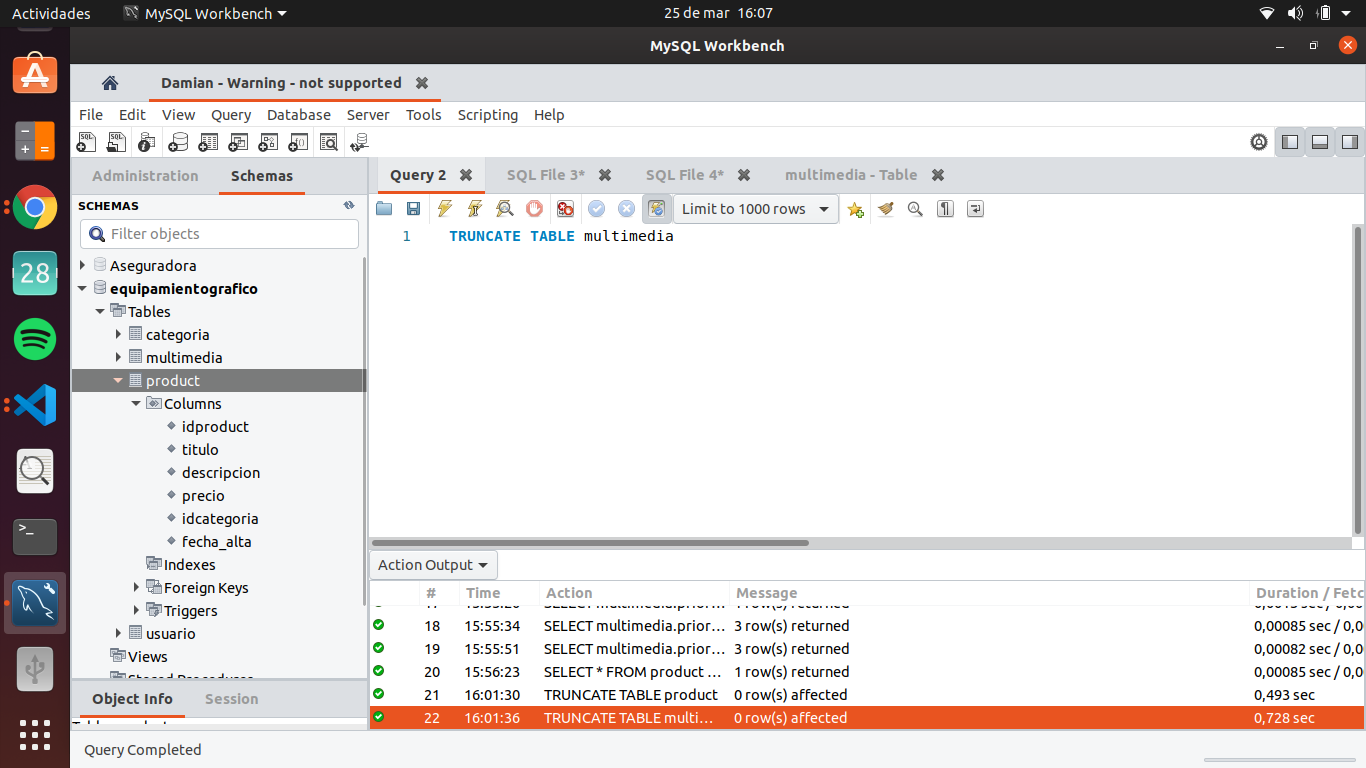 Actividades MySQL Workbench 25 de mar 16:07
MySQL Workbench
Damian - Warning - not supported
File Edit View Query Database Server Tools Scripting Help
Administration Schemas
Query 2 SQL File 3* SQL File 4* multimedia - Table
SCHEMAS
Limit to 1000 rows
Filter objects
1 TRUNCATE TABLE multimedia
Aseguradora
equipamientografico
Tables
categoria
multimedia
product
Columns
idproduct
titulo
descripcion
precio
idcategoria
fecha_alta
Indexes
Foreign Keys
Triggers
usuario
Views
Stored Procedures
Object Info Session
28
Action Output
# Time Action Message Duration / Fetc
SELECT multimedia.prior... row(s) returned
18 15:55:34 SELECT multimedia.prior... 3 row(s) returned 0,00085 sec / 0,0
19 15:55:51 SELECT multimedia.prior... 3 row(s) returned 0,00082 sec / 0,0
20 15:56:23 SELECT * FROM product ... 1 row(s) returned 0,00085 sec / 0,0
21 16:01:30 TRUNCATE TABLE product 0 row(s) affected 0,493 sec
22 16:01:36 TRUNCATE TABLE multi... 0 row(s) affected 0,728 sec
Query Completed